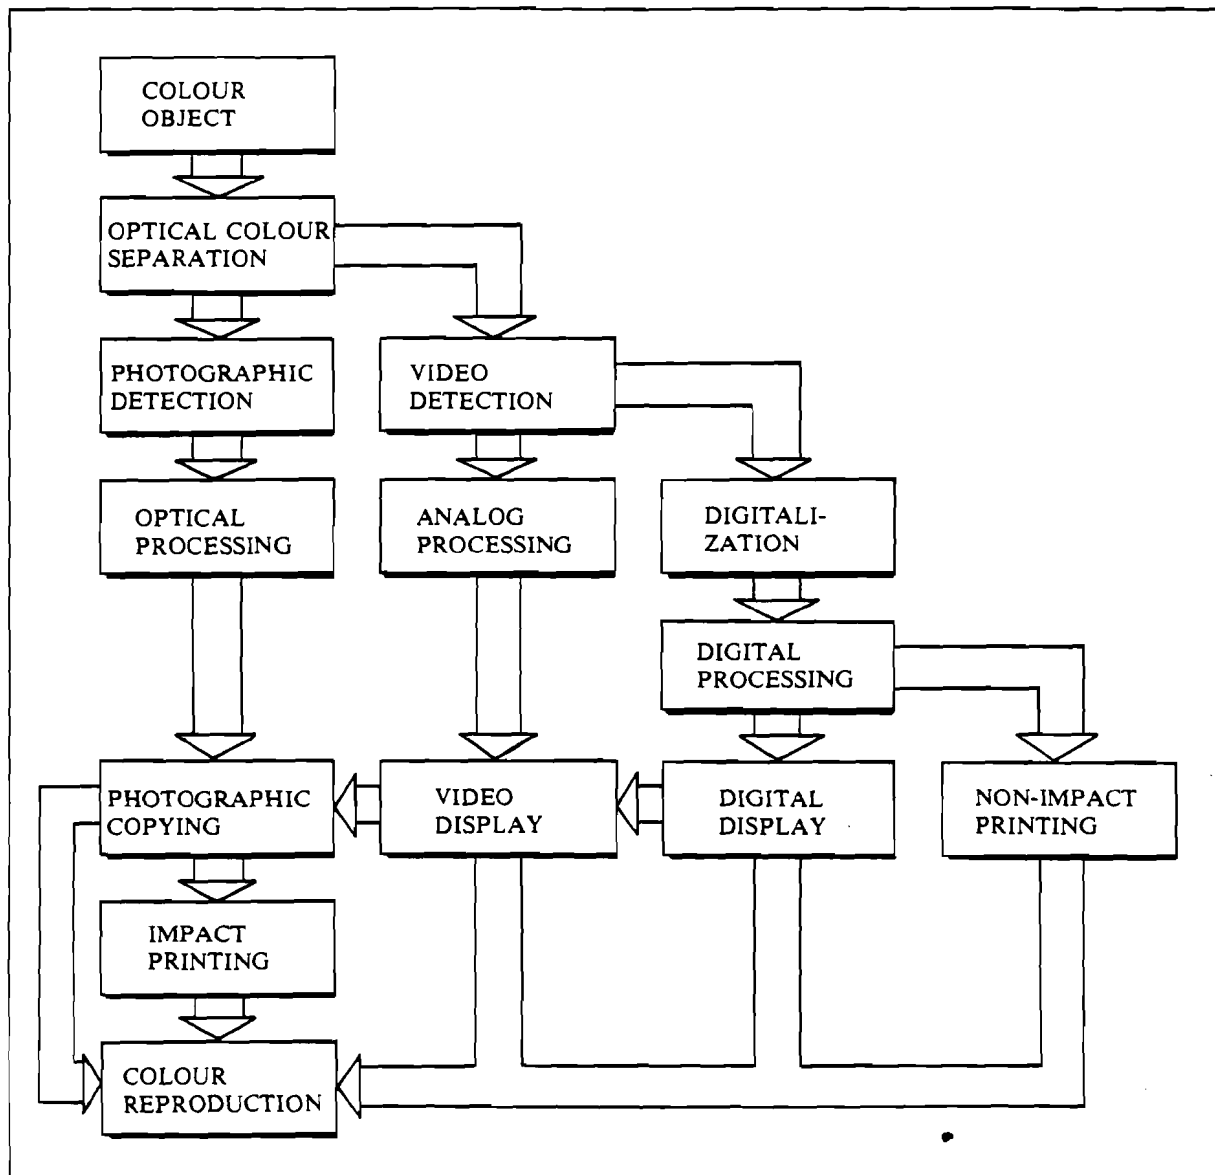 COLOUR
OBJECT
OPTICAL COLOUR
SEPARATION
PHOTOGRAPHIC
DETECTION
VIDEO
DETECTION
OPTICAL
PROCESSING
ANALOG
PROCESSING
DIGITALI-
ZATION
DIGITAL
PROCESSING
PHOTOGRAPHIC
COPYING
VIDEO
DISPLAY
DIGITAL
DISPLAY
NON-IMPACT
PRINTING
IMPACT
PRINTING
COLOUR
REPRODUCTION